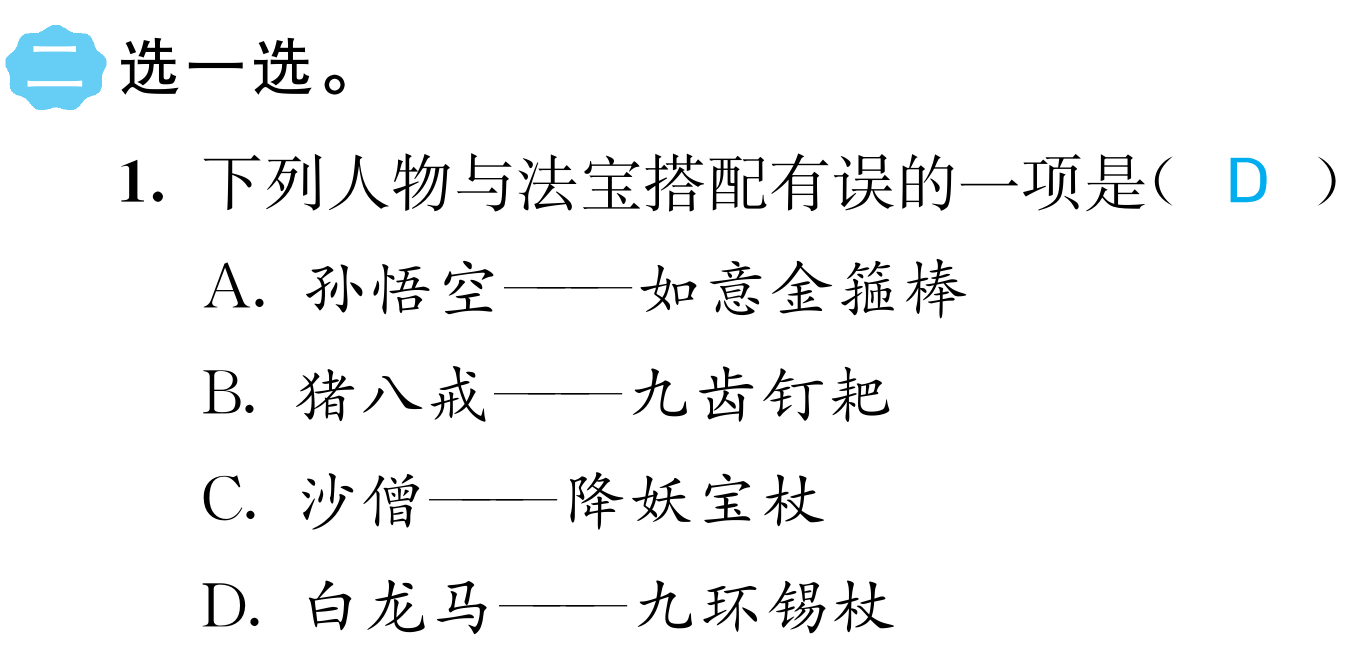 二 选一选。
1. 下列人物与法宝搭配有误的一项是( D )
A. 孙悟空——如意金箍棒
B. 猪八戒——九齿钉耙
C. 沙僧——降妖宝杖
D. 白龙马——九环锡杖